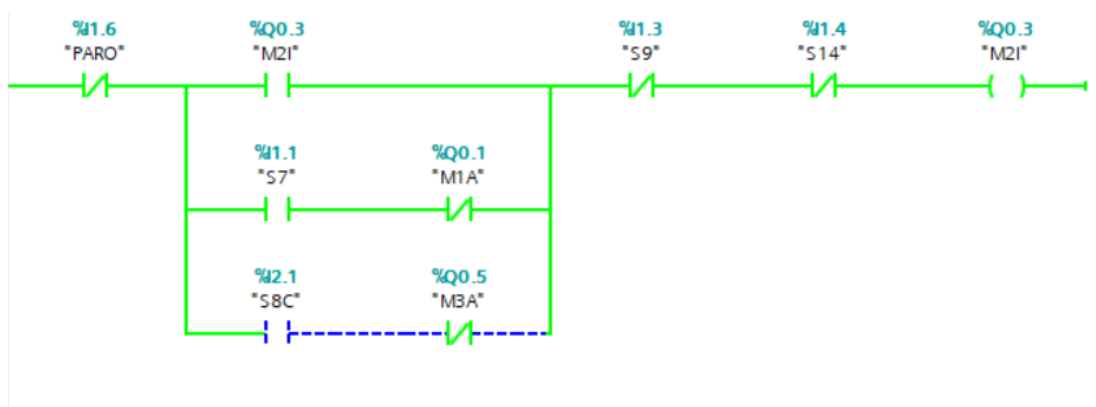 %I1.6 %Q0.3 %I1.3 %I1.4 %Q0.3
"PARO" "M2I" "S9" "S14" "M2I"
%I1.1 %Q0.1
"S7" "M1A"
%I2.1 %Q0.5
"S8C" "M3A"